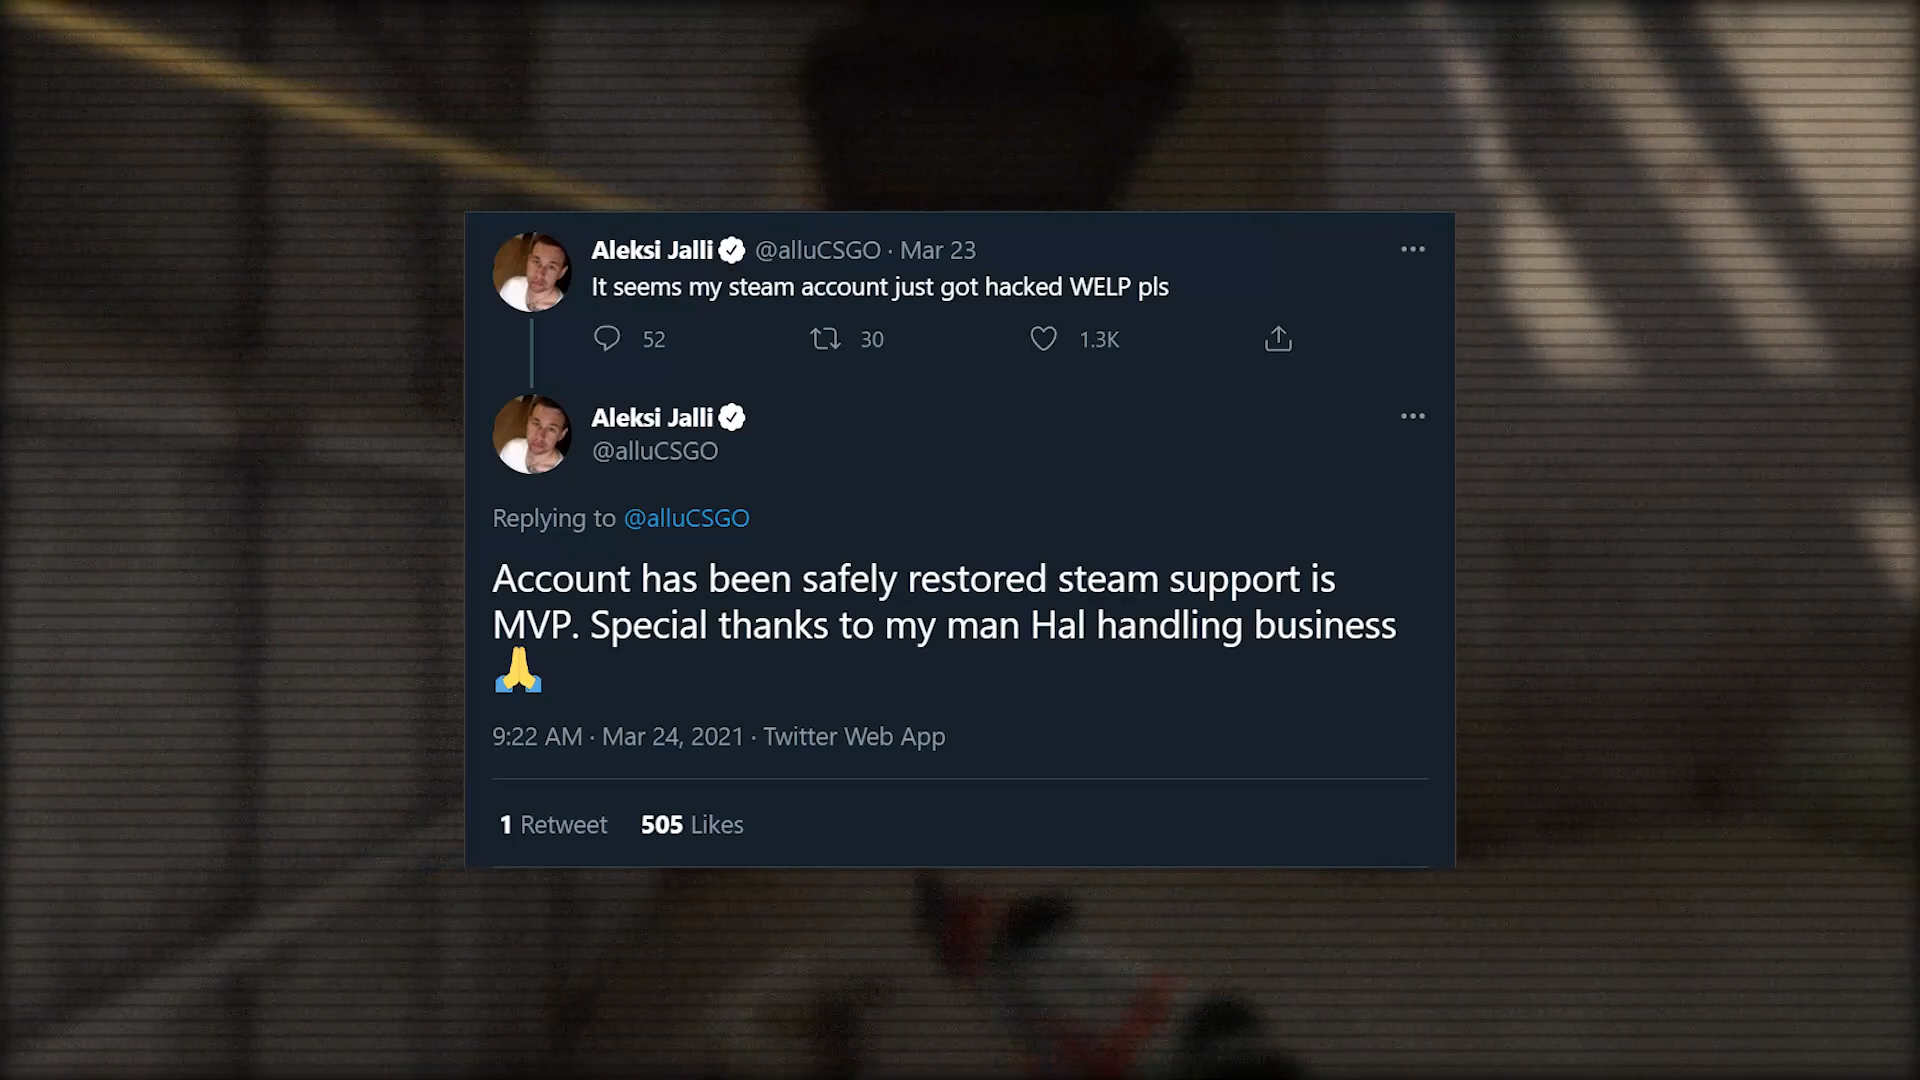 Aleksi Jalli @alluCSGO · Mar 23
It seems my steam account just got hacked WELP pls
52 30 1.3K
Aleksi Jalli
@alluCSGO
Replying to @alluCSGO
Account has been safely restored steam support is
MVP. Special thanks to my man Hal handling business
🙏
9:22 AM · Mar 24, 2021 · Twitter Web App
1 Retweet 505 Likes